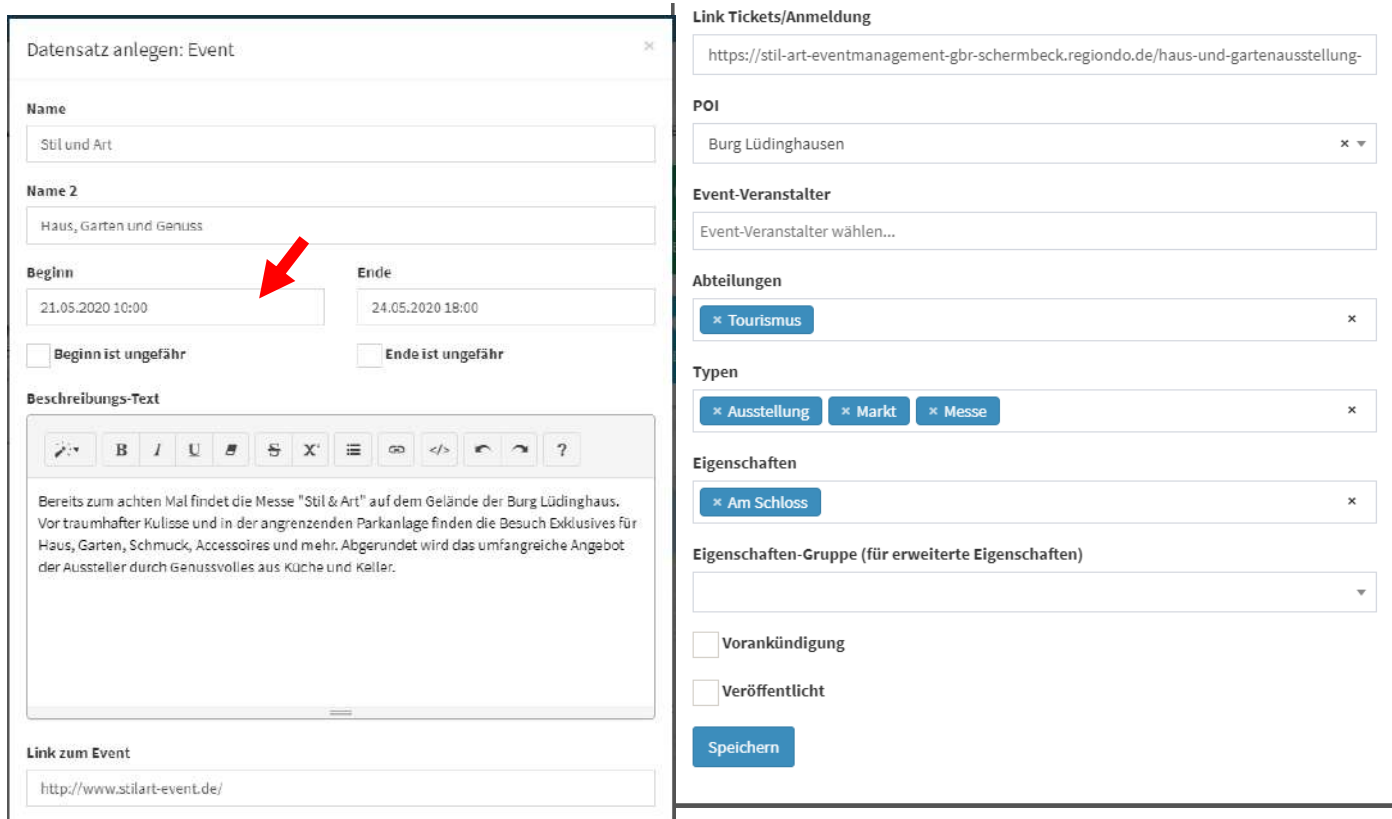 Datensatz anlegen: Event ×
Name
Stil und Art
Name 2
Haus, Garten und Genuss
Beginn Ende
21.05.2020 10:00 24.05.2020 18:00
Beginn ist ungefähr Ende ist ungefähr
Beschreibungs-Text
B I U S X </> ?
Bereits zum achten Mal findet die Messe "Stil & Art" auf dem Gelände der Burg Lüdinghaus.
Vor traumhafter Kulisse und in der angrenzenden Parkanlage finden die Besuch Exklusives für
Haus, Garten, Schmuck, Accessoires und mehr. Abgerundet wird das umfangreiche Angebot
der Aussteller durch Genussvolles aus Küche und Keller.
Link zum Event
http://www.stilart-event.de/
Link Tickets/Anmeldung
https://stil-art-eventmanagement-gbr-schermbeck.regiondo.de/haus-und-gartenausstellung-
POI
Burg Lüdinghausen ×
Event-Veranstalter
Event-Veranstalter wählen...
Abteilungen
× Tourismus ×
Typen
× Ausstellung × Markt × Messe ×
Eigenschaften
× Am Schloss ×
Eigenschaften-Gruppe (für erweiterte Eigenschaften)
Vorankündigung
Veröffentlicht
Speichern